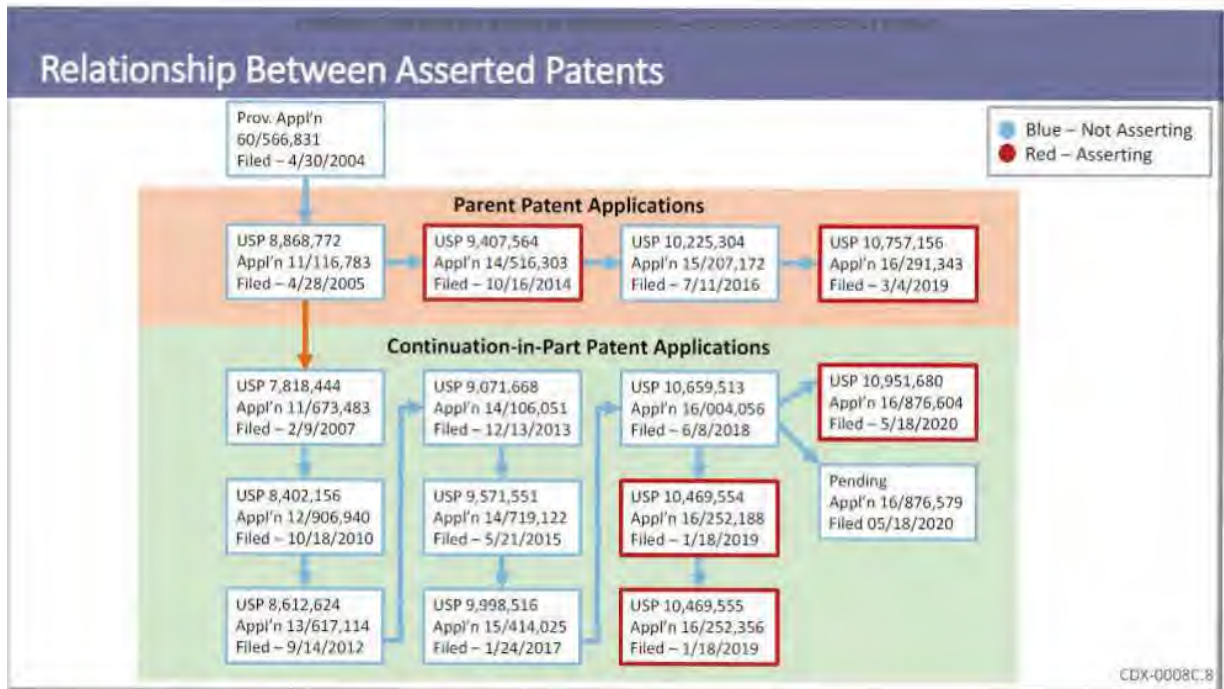 Relationship Between Asserted Patents
Prov. Appl'n
60/566,831
Filed – 4/30/2004
Blue – Not Asserting
Red – Asserting
Parent Patent Applications
USP 8,868,772
Appl'n 11/116,783
Filed – 4/28/2005
USP 9,407,564
Appl'n 14/516,303
Filed – 10/16/2014
USP 10,225,304
Appl'n 15/207,172
Filed – 7/11/2016
USP 10,757,156
Appl'n 16/291,343
Filed – 3/4/2019
Continuation-in-Part Patent Applications
USP 7,818,444
Appl'n 11/673,483
Filed – 2/9/2007
USP 9,071,668
Appl'n 14/106,051
Filed – 12/13/2013
USP 10,659,513
Appl'n 16/004,056
Filed – 6/8/2018
USP 10,951,680
Appl'n 16/876,604
Filed – 5/18/2020
USP 8,402,156
Appl'n 12/906,940
Filed – 10/18/2010
USP 9,571,551
Appl'n 14/719,122
Filed – 5/21/2015
USP 10,469,554
Appl'n 16/252,188
Filed – 1/18/2019
Pending
Appl'n 16/876,579
Filed 05/18/2020
USP 8,612,624
Appl'n 13/617,114
Filed – 9/14/2012
USP 9,998,516
Appl'n 15/414,025
Filed – 1/24/2017
USP 10,469,555
Appl'n 16/252,356
Filed – 1/18/2019
CDX-0008C.8